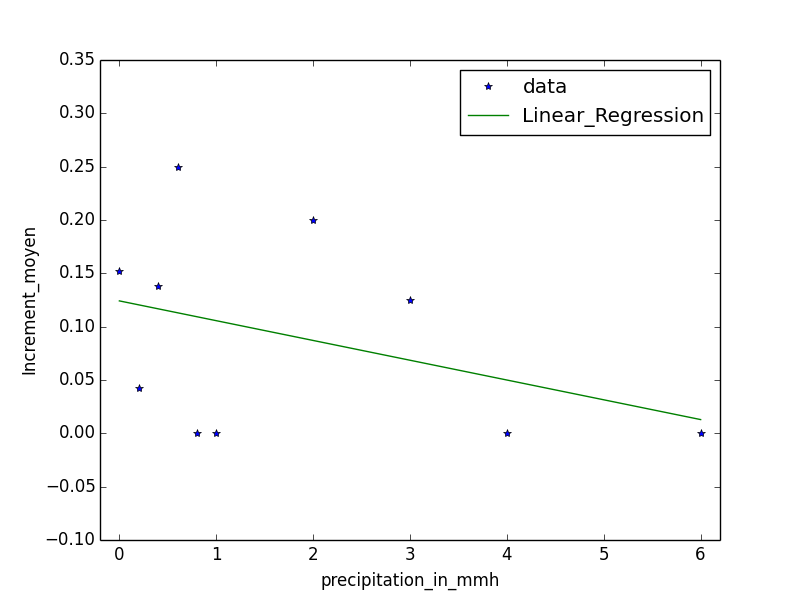 0.35
0.30
0.25
0.20
0.15
0.10
0.05
0.00
−0.05
−0.10
0 1 2 3 4 5 6
precipitation_in_mmh
Increment_moyen
data
Linear_Regression